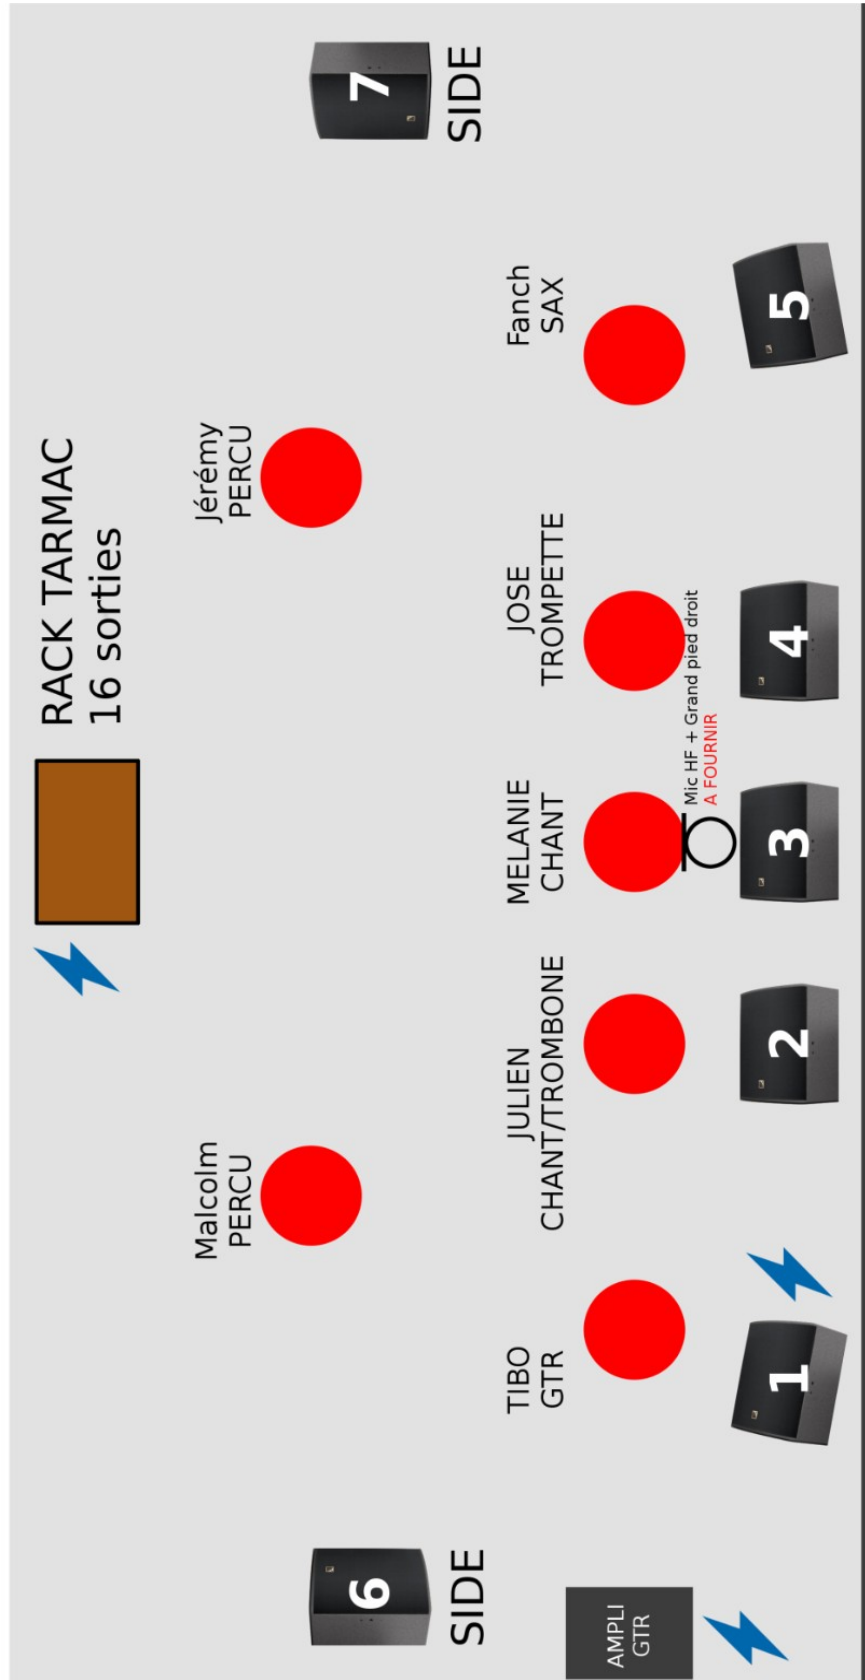 RACK TARMAC
16 sorties
Malcolm
PERCU
Jérémy
PERCU
6
SIDE
7
SIDE
TIBO
GTR
JULIEN
CHANT/TROMBONE
MELANIE
CHANT
JOSE
TROMPETTE
Fanch
SAX
Mic HF + Grand pied droit
A FOURNIR
AMPLI
GTR
1
2
3
4
5